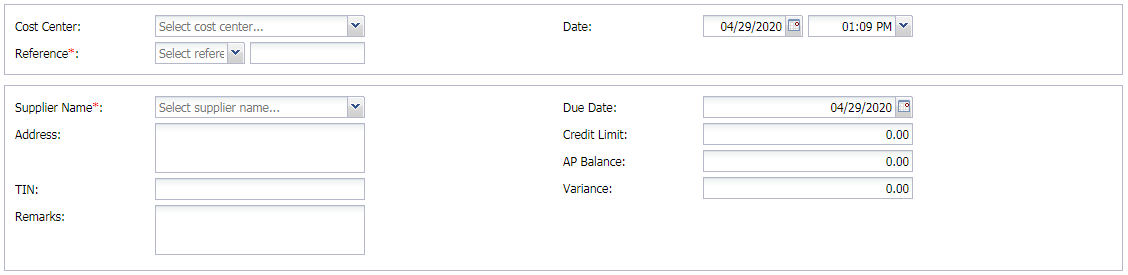 Cost Center: Select cost center... Date: 04/29/2020 01:09 PM
Reference*: Select refere
Supplier Name*: Select supplier name... Due Date: 04/29/2020
Address: Credit Limit: 0.00
AP Balance: 0.00
TIN: Variance: 0.00
Remarks: